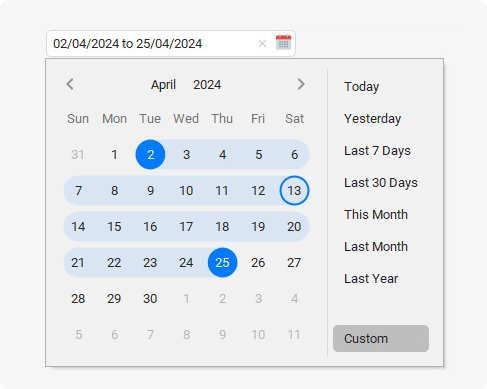 02/04/2024 to 25/04/2024
April 2024
Sun Mon Tue Wed Thu Fri Sat
31 1 2 3 4 5 6
7 8 9 10 11 12 13
14 15 16 17 18 19 20
21 22 23 24 25 26 27
28 29 30 1 2 3 4
5 6 7 8 9 10 11
Today
Yesterday
Last 7 Days
Last 30 Days
This Month
Last Month
Last Year
Custom